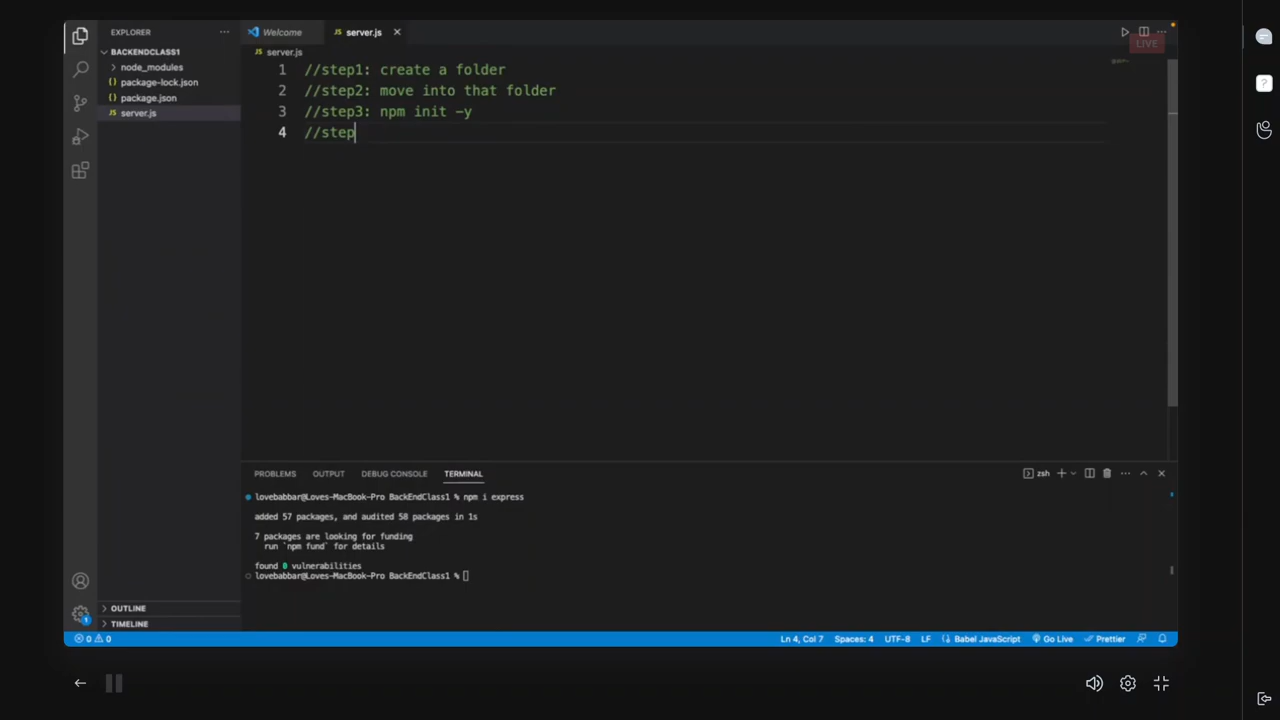 EXPLORER
Welcome
server.js
LIVE
BACKENDCLASS1
node_modules
package-lock.json
package.json
server.js
server.js
1 //step1: create a folder
2 //step2: move into that folder
3 //step3: npm init -y
4 //step
PROBLEMS OUTPUT DEBUG CONSOLE TERMINAL
zsh
lovebabbar@Loves-MacBook-Pro BackEndClass1 % npm i express
added 57 packages, and audited 58 packages in 1s
7 packages are looking for funding
run `npm fund` for details
found 0 vulnerabilities
lovebabbar@Loves-MacBook-Pro BackEndClass1 %
OUTLINE
TIMELINE
1
0 0
Ln 4, Col 7 Spaces: 4 UTF-8 LF Babel JavaScript Go Live Prettier